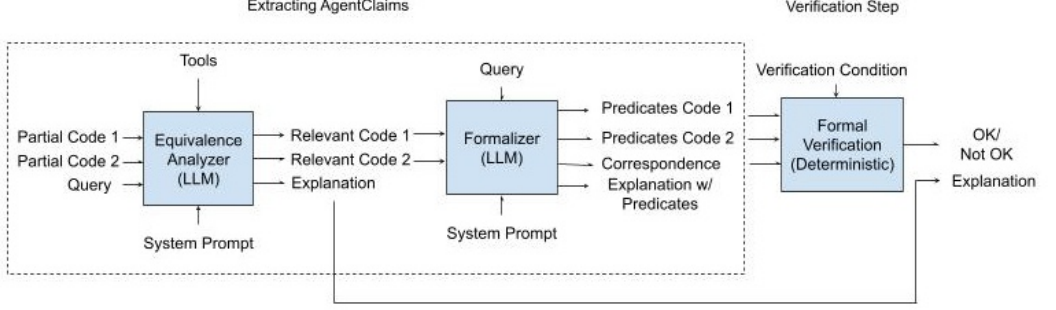 Extracting AgentClaims
Verification Step
Tools
Query
Verification Condition
Partial Code 1
Partial Code 2
Query
Equivalence
Analyzer
(LLM)
Relevant Code 1
Relevant Code 2
Explanation
Formalizer
(LLM)
Predicates Code 1
Predicates Code 2
Correspondence
Explanation w/
Predicates
Formal
Verification
(Deterministic)
OK/
Not OK
Explanation
System Prompt
System Prompt